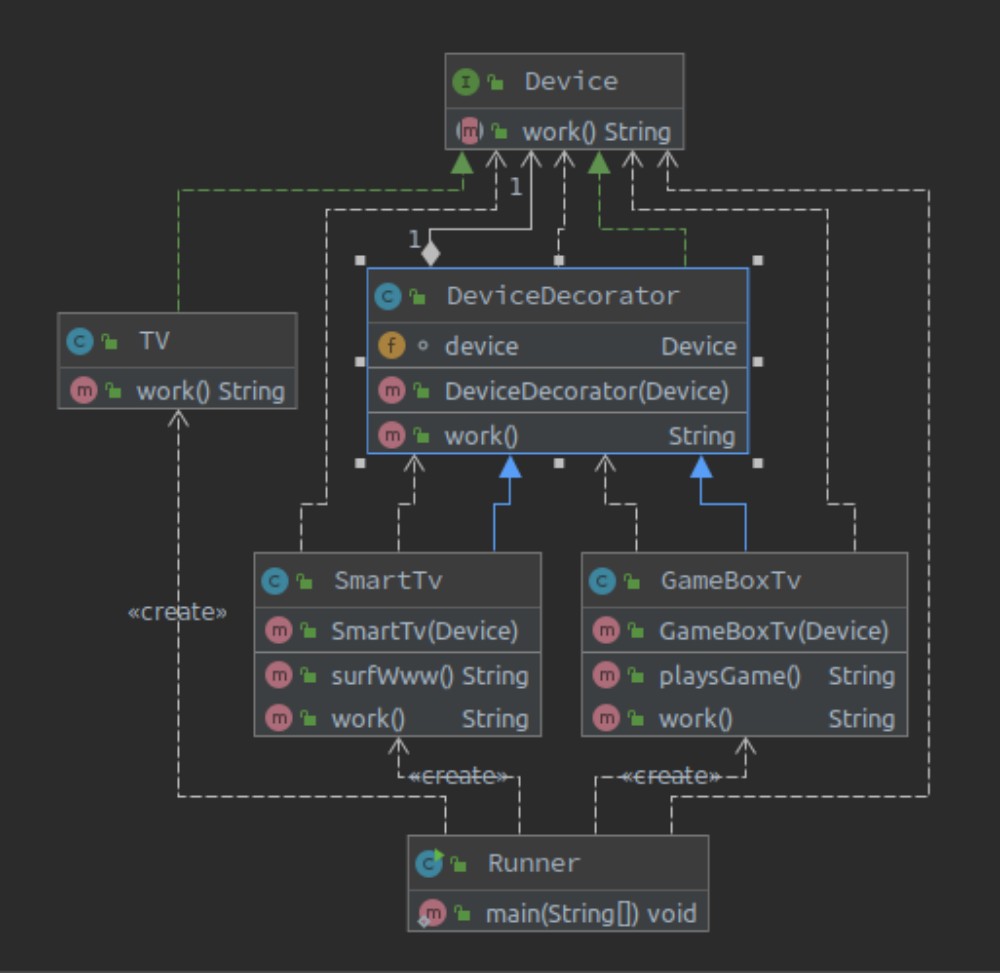 I Device
m work() String
1
1
C DeviceDecorator
f device Device
m DeviceDecorator(Device)
m work() String
C TV
m work() String
C SmartTv
m SmartTv(Device)
m surfWww() String
m work() String
C GameBoxTv
m GameBoxTv(Device)
m playsGame() String
m work() String
«create»
«create»
«create»
C Runner
m main(String[]) void